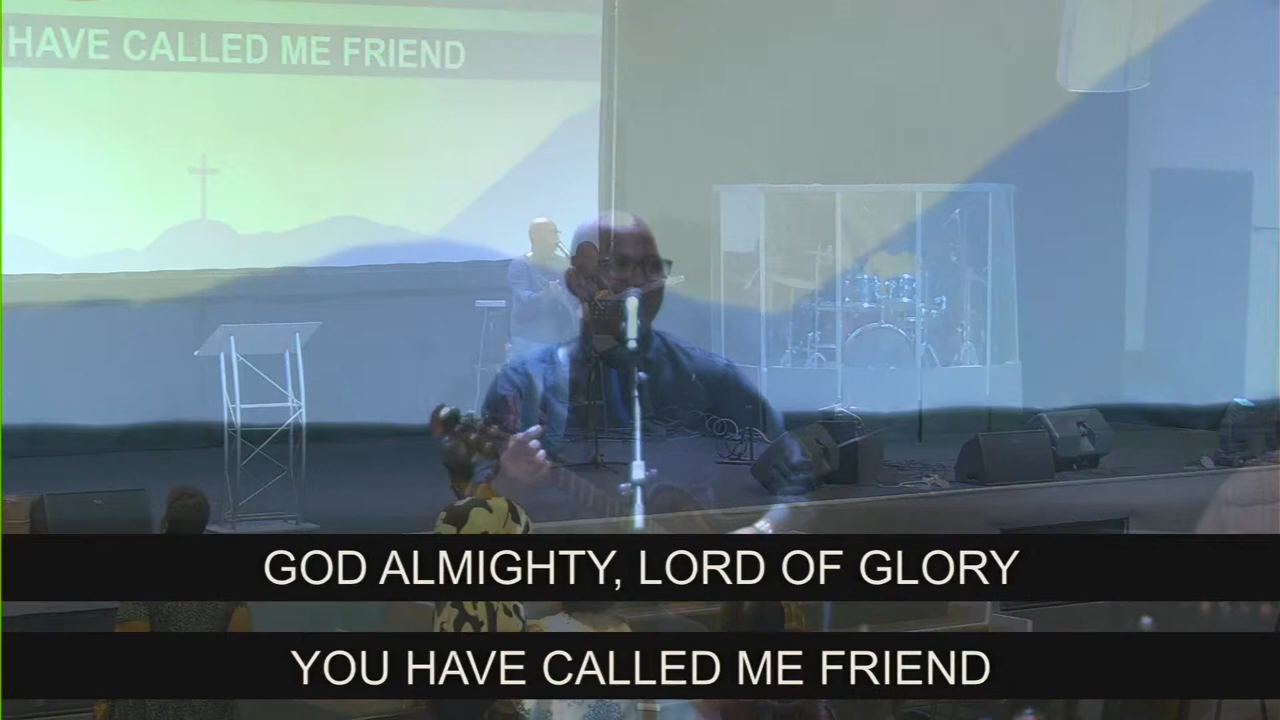 HAVE CALLED ME FRIEND
GOD ALMIGHTY, LORD OF GLORY
YOU HAVE CALLED ME FRIEND